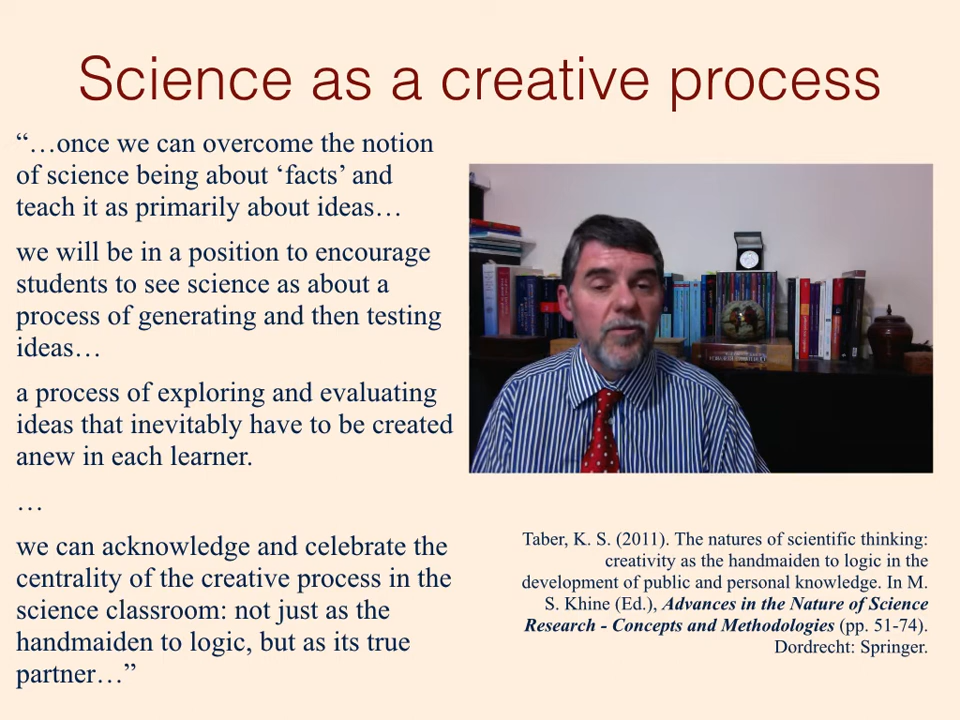 Science as a creative process
“…once we can overcome the notion
of science being about ‘facts’ and
teach it as primarily about ideas…
we will be in a position to encourage
students to see science as about a
process of generating and then testing
ideas…
a process of exploring and evaluating
ideas that inevitably have to be created
anew in each learner.
…
we can acknowledge and celebrate the
centrality of the creative process in the
science classroom: not just as the
handmaiden to logic, but as its true
partner…”
Taber, K. S. (2011). The natures of scientific thinking:
creativity as the handmaiden to logic in the
development of public and personal knowledge. In M.
S. Khine (Ed.), Advances in the Nature of Science
Research - Concepts and Methodologies (pp. 51-74).
Dordrecht: Springer.